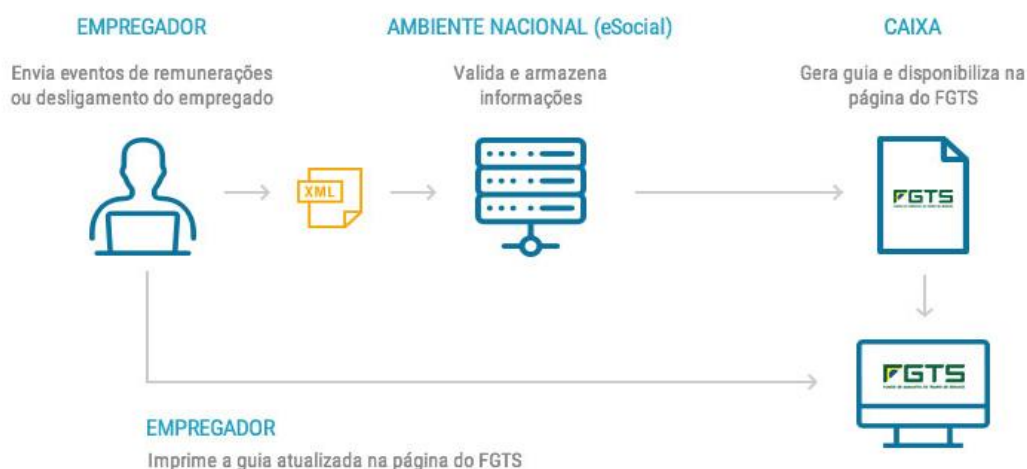 EMPREGADOR
Envia eventos de remunerações
ou desligamento do empregado
AMBIENTE NACIONAL (eSocial)
Valida e armazena
informações
CAIXA
Gera guia e disponibiliza na
página do FGTS
XML
FGTS
FGTS
EMPREGADOR
Imprime a guia atualizada na página do FGTS